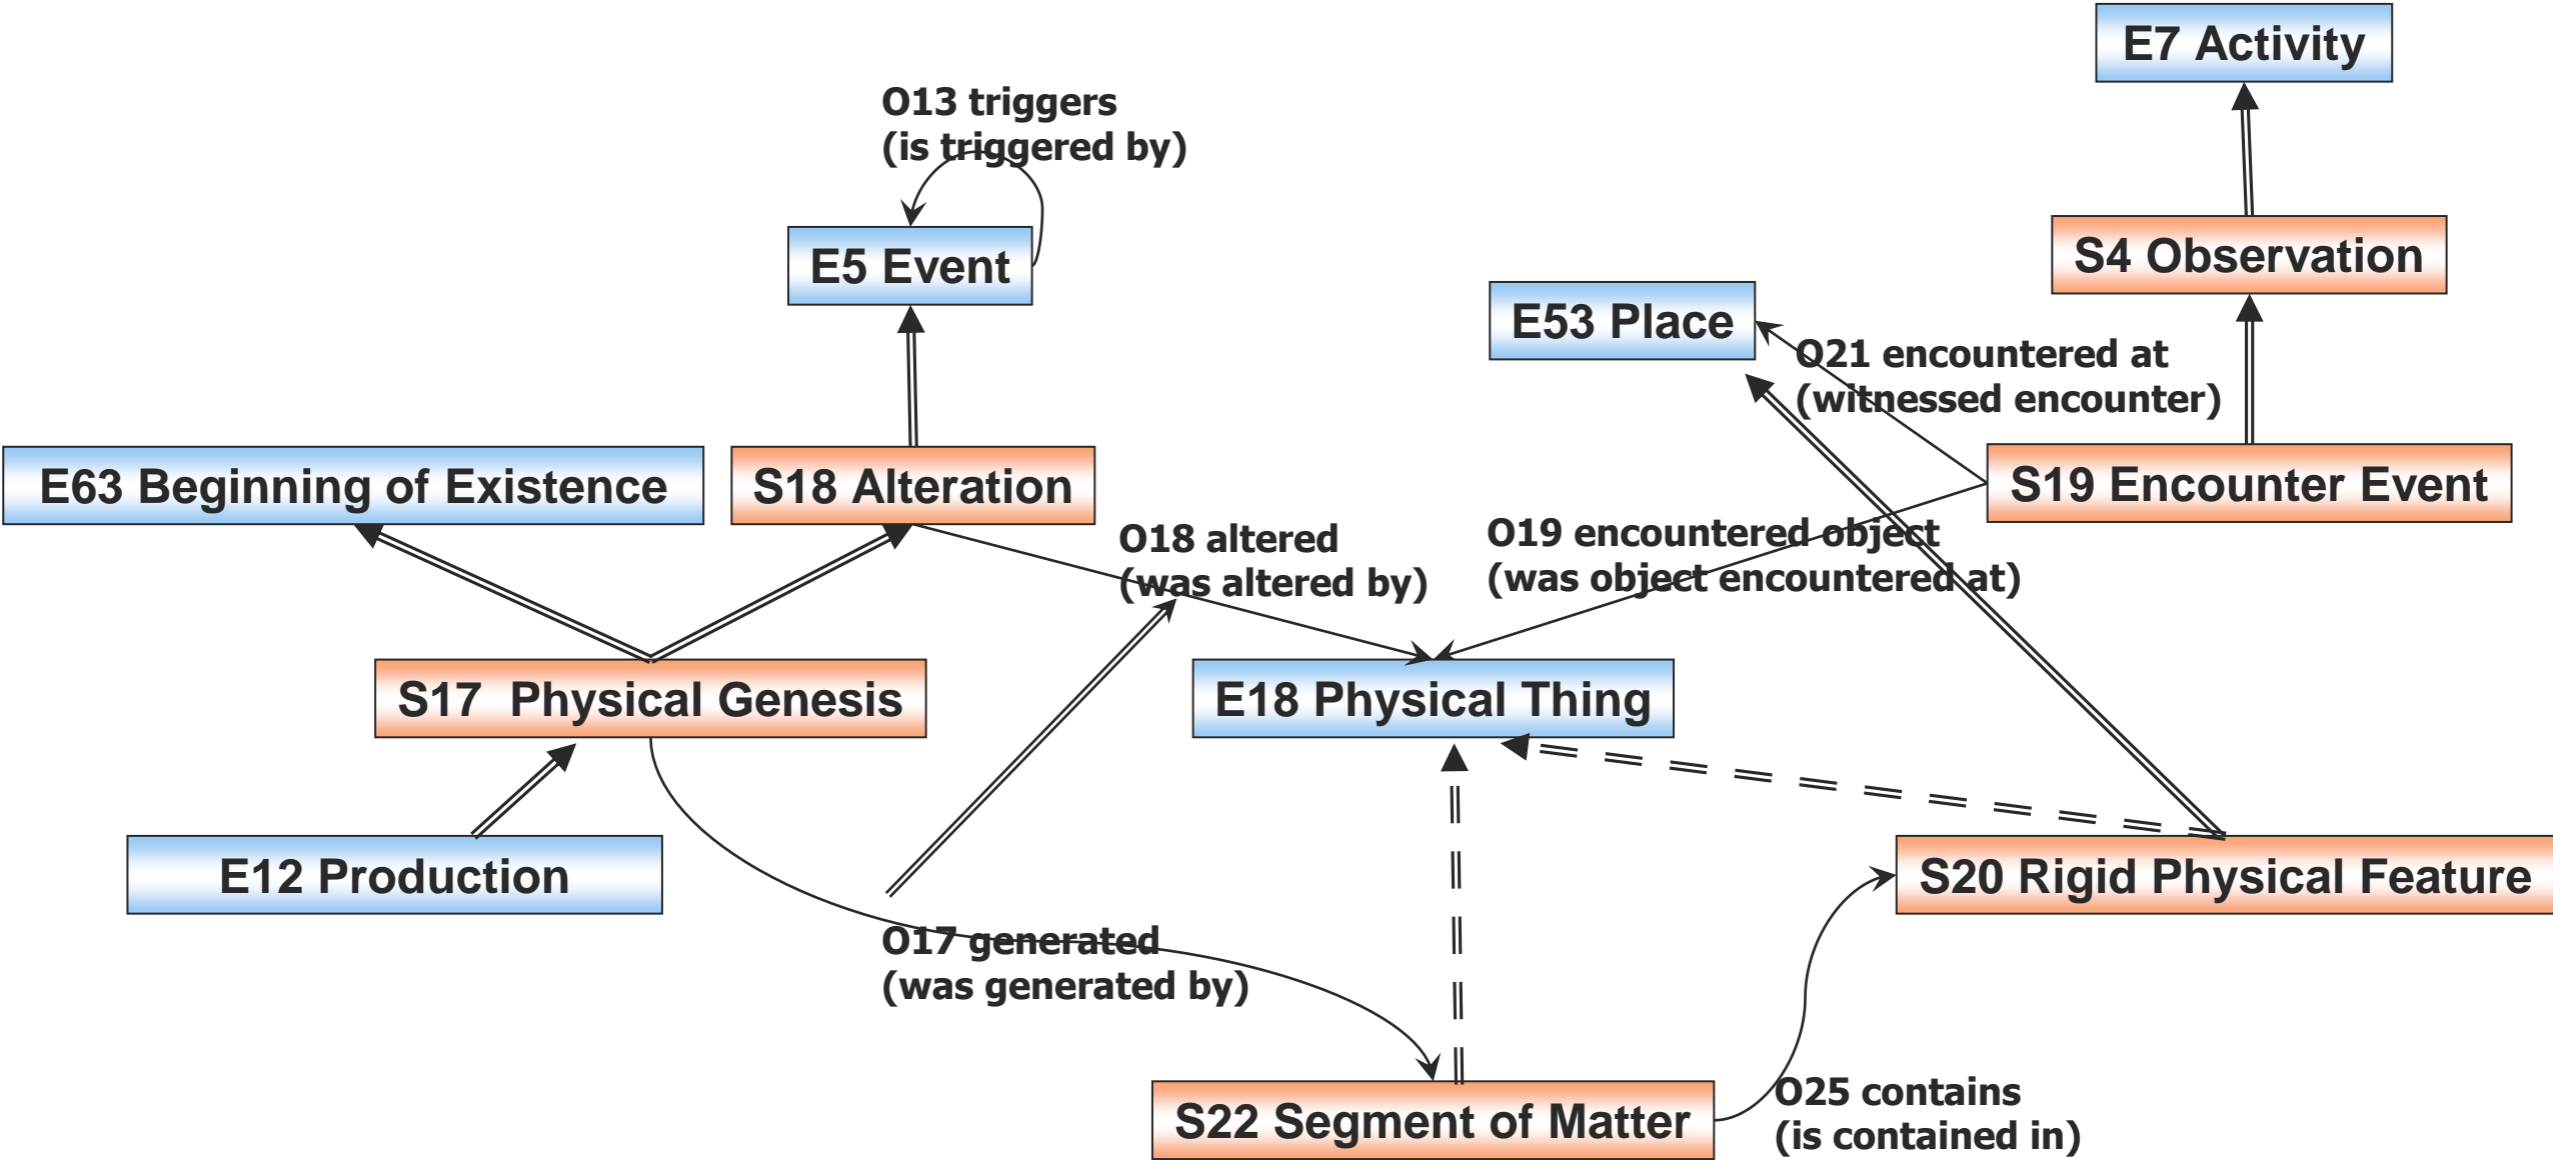 E7 Activity
O13 triggers
(is triggered by)
E5 Event
S4 Observation
E53 Place
O21 encountered at
(witnessed encounter)
E63 Beginning of Existence
S18 Alteration
S19 Encounter Event
O18 altered
(was altered by)
O19 encountered object
(was object encountered at)
S17 Physical Genesis
E18 Physical Thing
E12 Production
S20 Rigid Physical Feature
O17 generated
(was generated by)
S22 Segment of Matter
O25 contains
(is contained in)